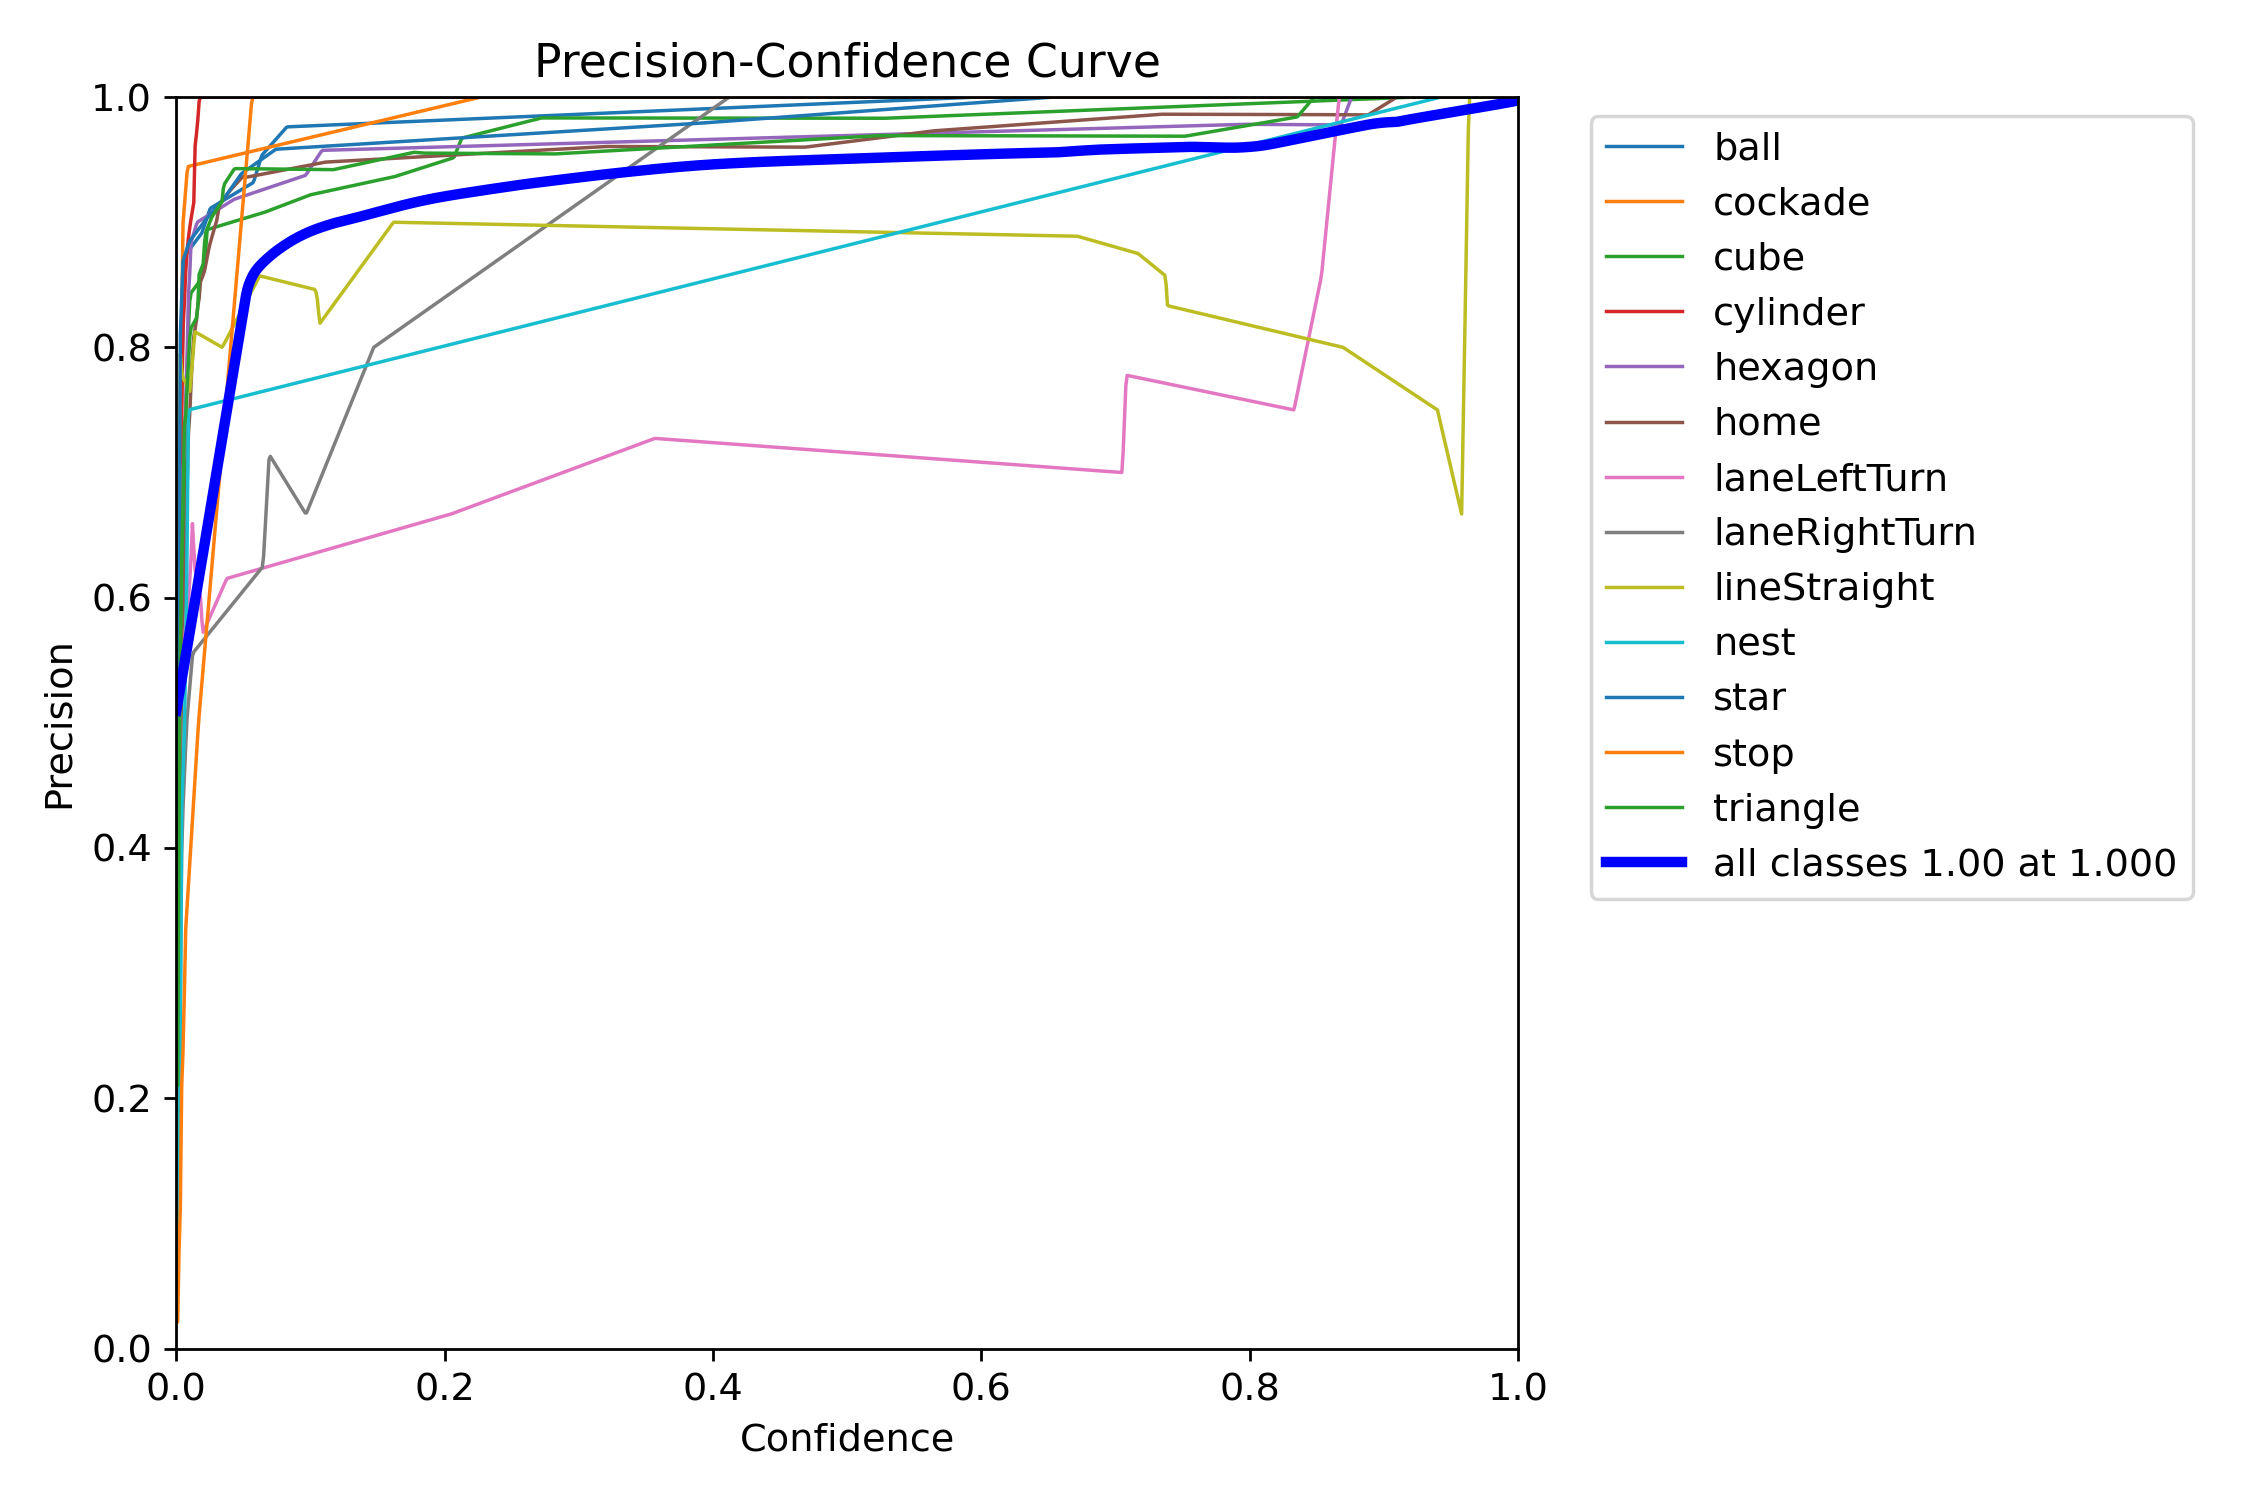 Precision-Confidence Curve
1.0
0.8
0.6
0.4
0.2
0.0
Precision
0.0 0.2 0.4 0.6 0.8 1.0
Confidence
ball
cockade
cube
cylinder
hexagon
home
laneLeftTurn
laneRightTurn
lineStraight
nest
star
stop
triangle
all classes 1.00 at 1.000